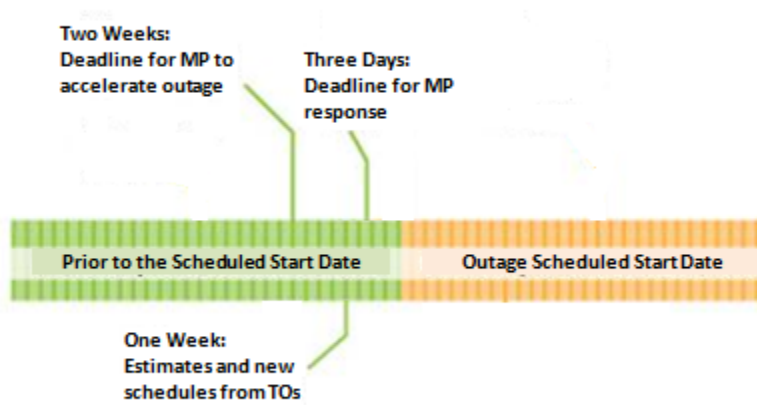 Two Weeks:
Deadline for MP to
accelerate outage
Three Days:
Deadline for MP
response
Prior to the Scheduled Start Date
Outage Scheduled Start Date
One Week:
Estimates and new
schedules from TOs